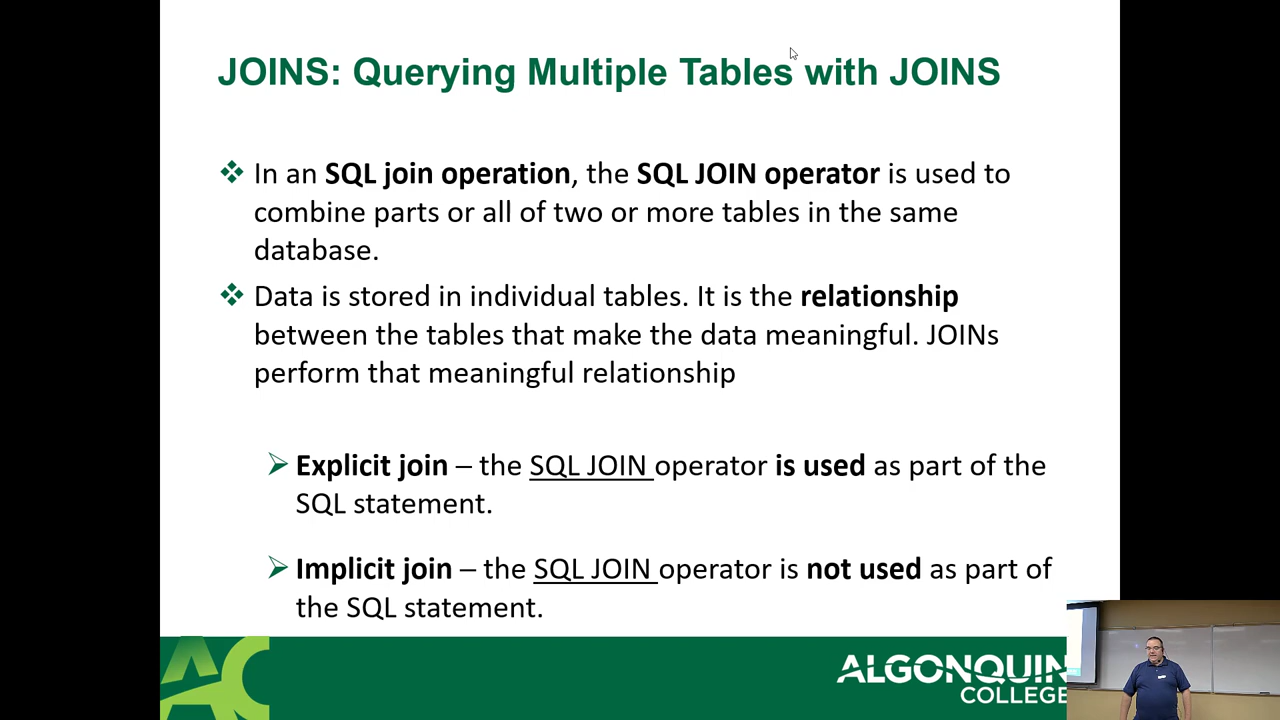 JOINS: Querying Multiple Tables with JOINS
In an SQL join operation, the SQL JOIN operator is used to
combine parts or all of two or more tables in the same
database.
Data is stored in individual tables. It is the relationship
between the tables that make the data meaningful. JOINs
perform that meaningful relationship
Explicit join – the SQL JOIN operator is used as part of the
SQL statement.
Implicit join – the SQL JOIN operator is not used as part of
the SQL statement.
AC
ALGONQUIN
COLLEGE